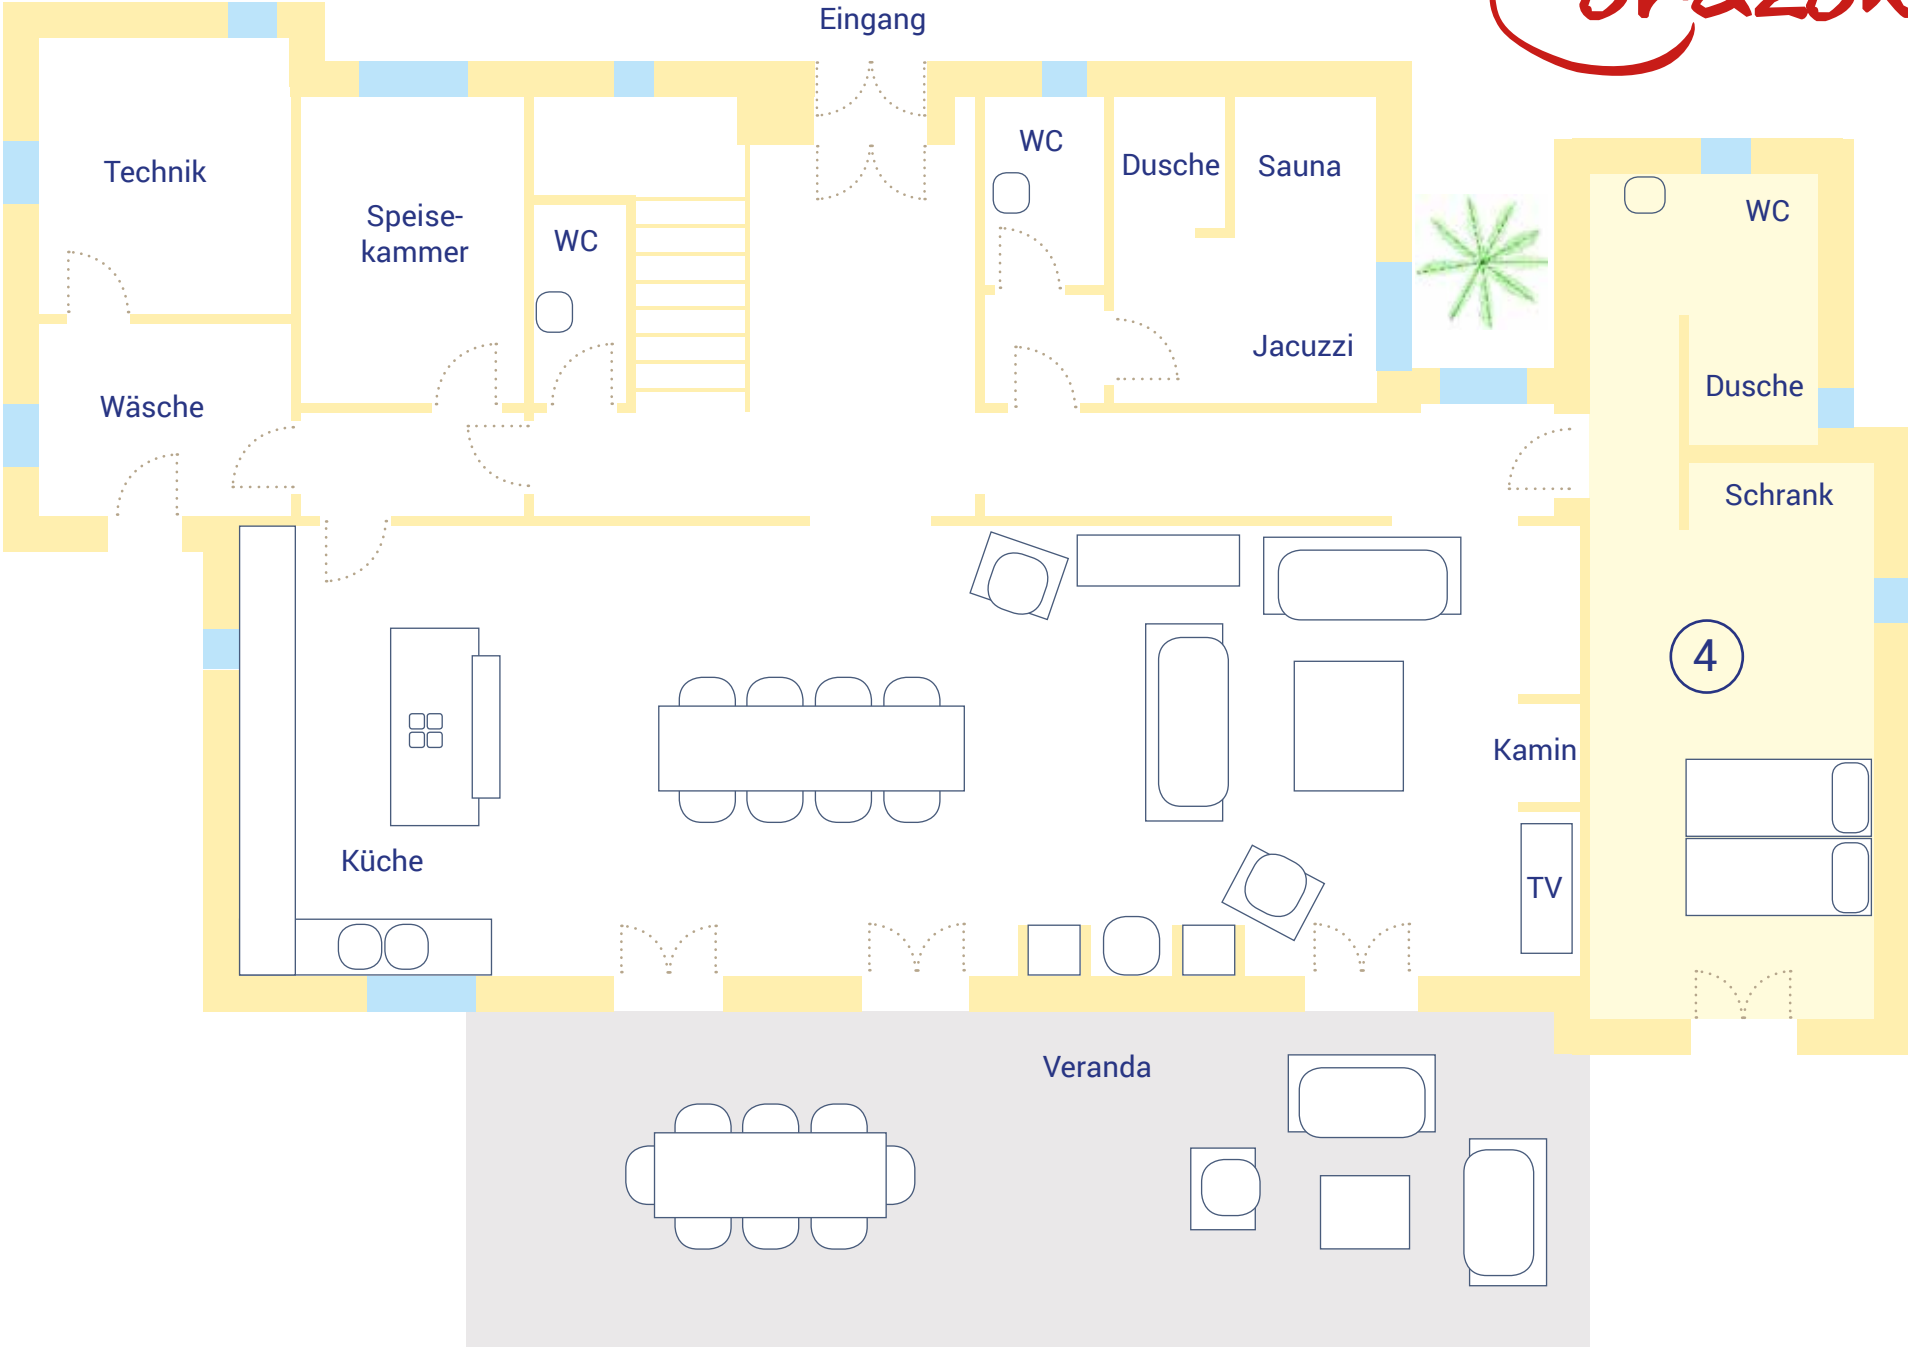 Eingang
Technik
Speise-
kammer
WC
WC
Dusche
Sauna
WC
Jacuzzi
Dusche
Wäsche
Schrank
4
Kamin
Küche
TV
Veranda